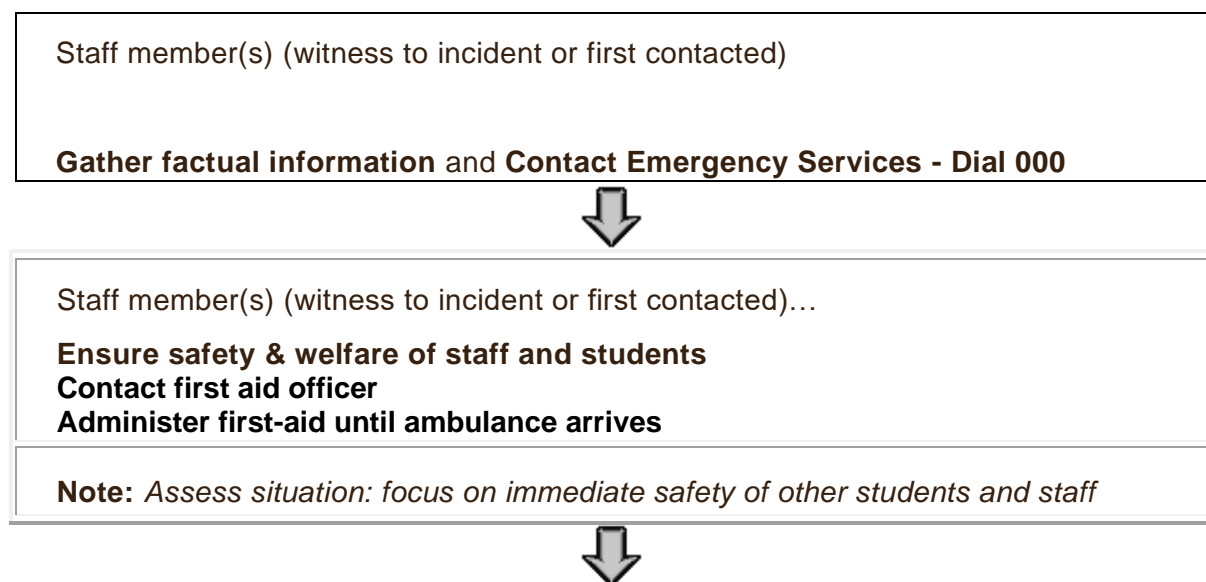 Staff member(s) (witness to incident or first contacted)
Gather factual information and Contact Emergency Services - Dial 000
Staff member(s) (witness to incident or first contacted)…
Ensure safety & welfare of staff and students
Contact first aid officer
Administer first-aid until ambulance arrives
Note: Assess situation: focus on immediate safety of other students and staff